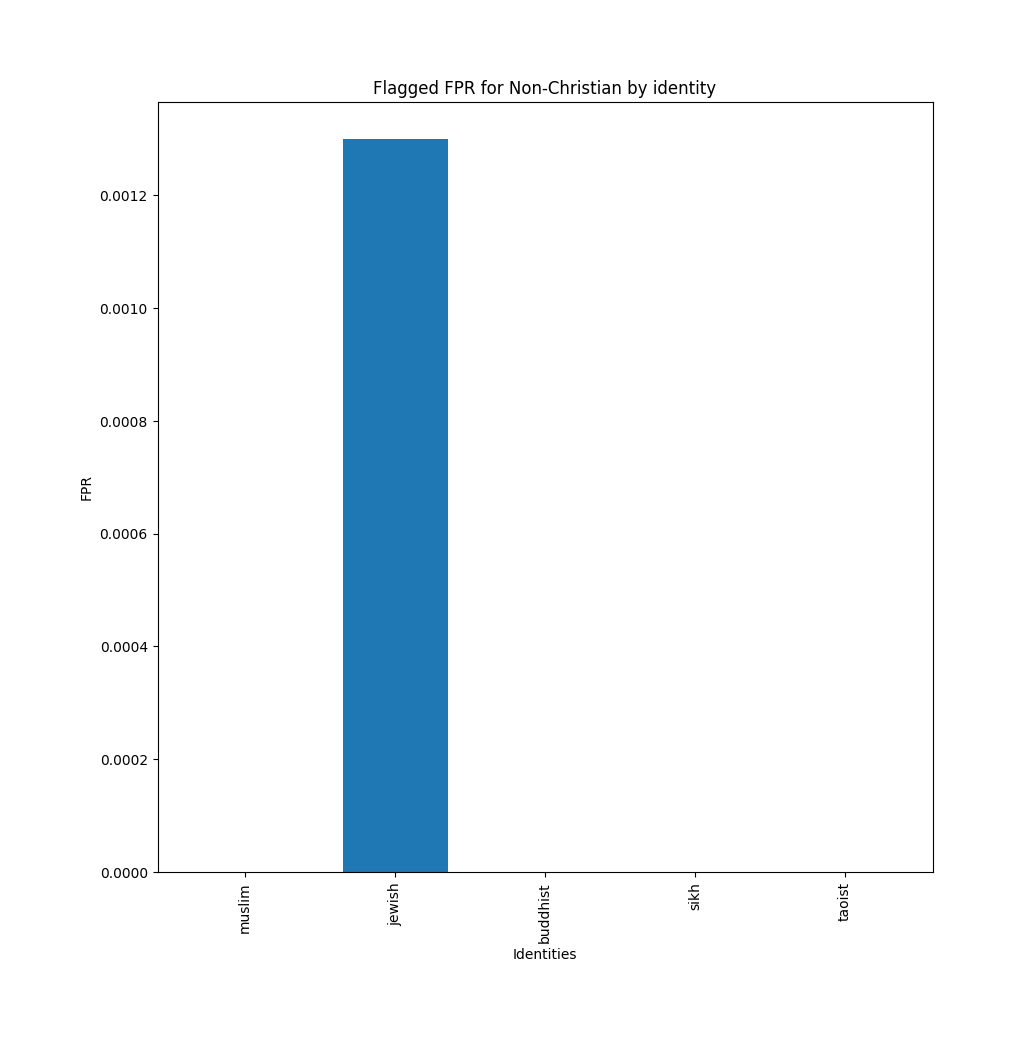 Flagged FPR for Non-Christian by identity
0.0012
0.0010
0.0008
0.0006
0.0004
0.0002
0.0000
FPR
muslim
jewish
buddhist
sikh
taoist
Identities